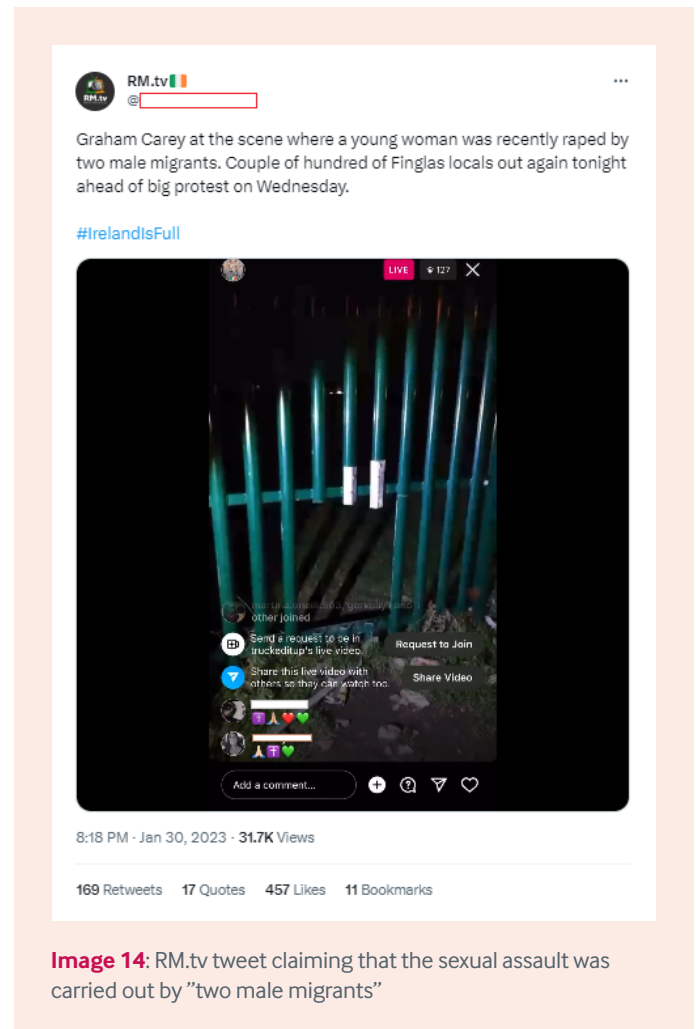 RM.tv
RM.tv
@
Graham Carey at the scene where a young woman was recently raped by
two male migrants. Couple of hundred of Finglas locals out again tonight
ahead of big protest on Wednesday.
#IrelandIsFull
LIVE
127
other joined
Send a request to be in
truckeditup's live video.
Request to Join
Share this live video with
others so they can watch too.
Share Video
Add a comment...
8:18 PM · Jan 30, 2023 · 31.7K Views
169 Retweets 17 Quotes 457 Likes 11 Bookmarks
Image 14: RM.tv tweet claiming that the sexual assault was
carried out by ”two male migrants”